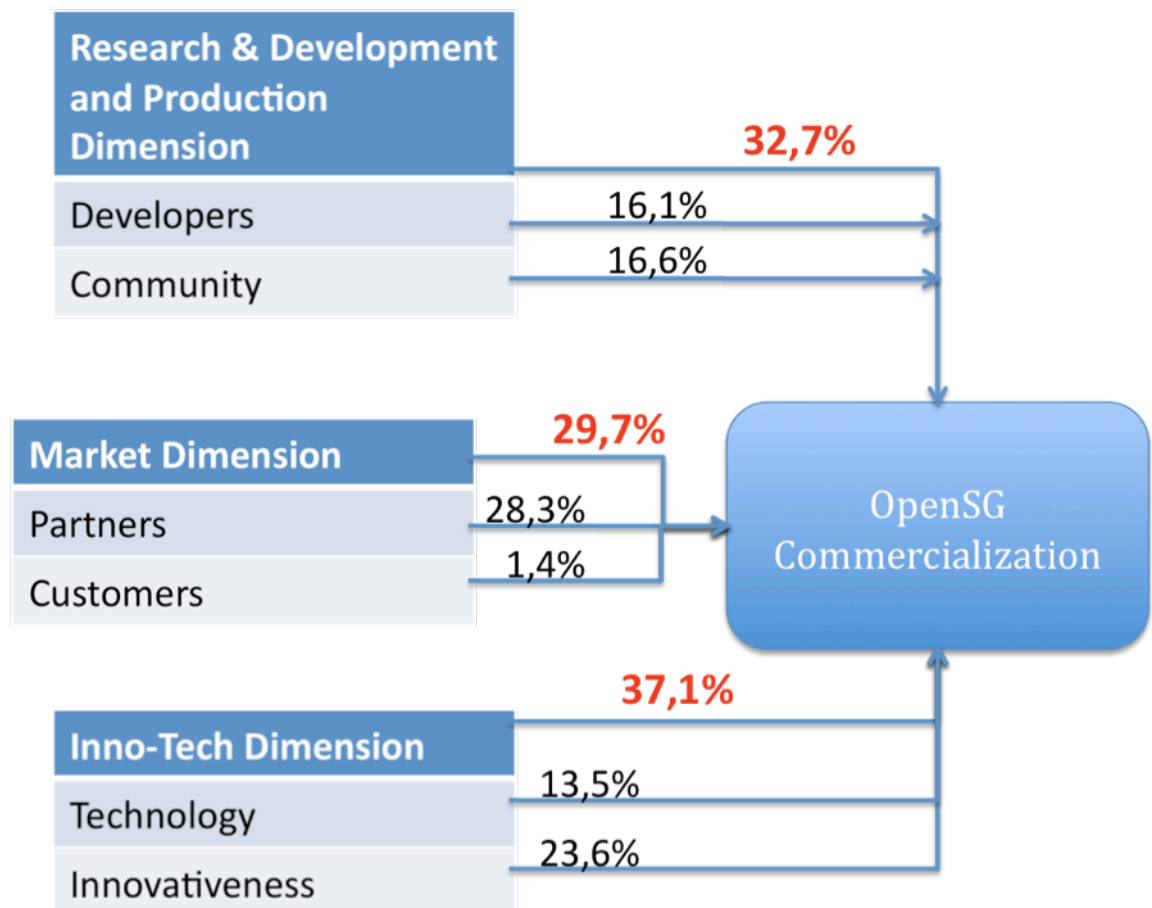 Research & Development
and Production
Dimension
32,7%
Developers
16,1%
Community
16,6%
Market Dimension
29,7%
Partners
28,3%
Customers
1,4%
OpenSG
Commercialization
Inno-Tech Dimension
37,1%
Technology
13,5%
Innovativeness
23,6%